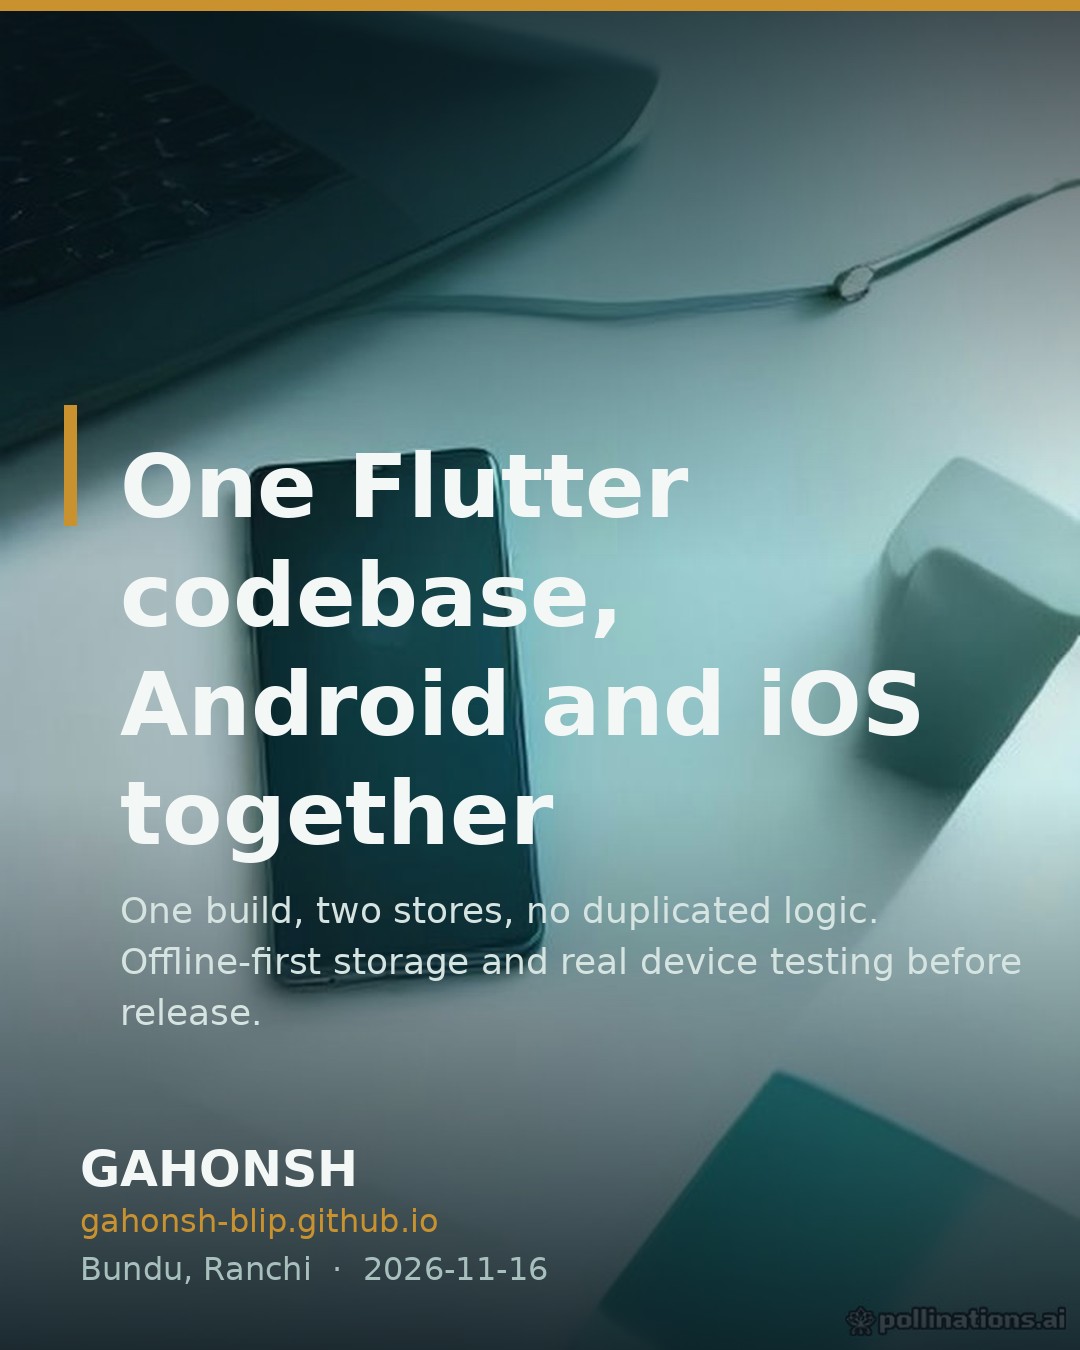 One Flutter
codebase,
Android and iOS
together
One build, two stores, no duplicated logic.
Offline-first storage and real device testing before
release.
GAHONSH
gahonsh-blip.github.io
Bundu, Ranchi · 2026-11-16
pollinations.ai